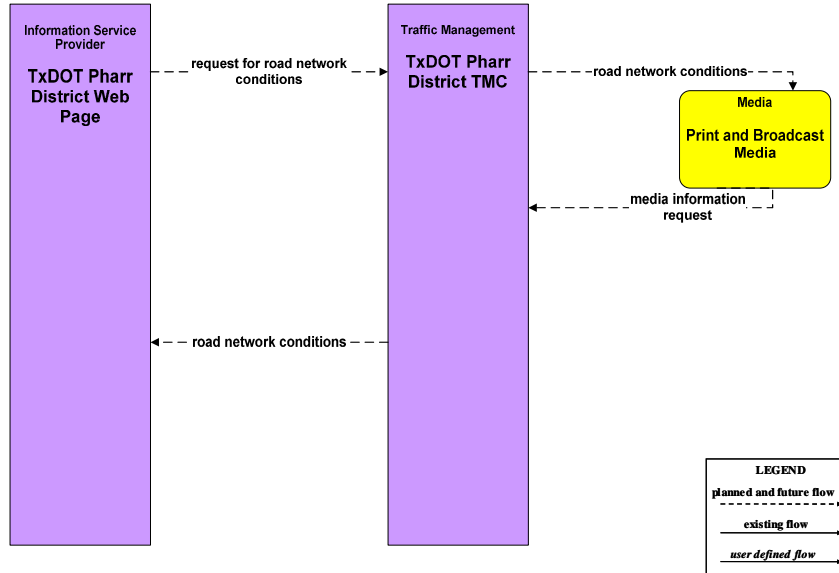 Information Service
Provider
TxDOT Pharr
District Web
Page
request for road network
conditions
Traffic Management
TxDOT Pharr
District TMC
road network conditions
Media
Print and Broadcast
Media
media information
request
road network conditions
LEGEND
planned and future flow
existing flow
user defined flow